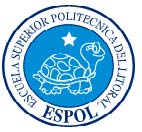 ESCUELA SUPERIOR POLITECNICA DEL LITORAL
ESPOL